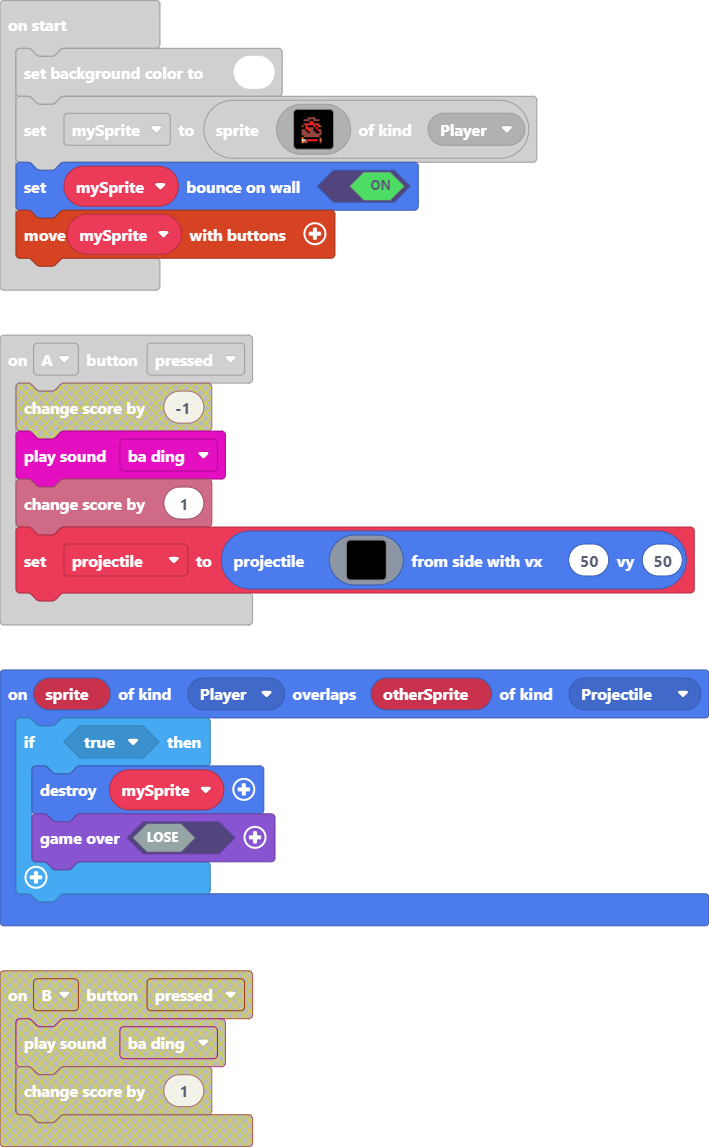 on start
set background color to
set mySprite to sprite of kind Player
set mySprite bounce on wall ON
move mySprite with buttons
on A button pressed
change score by -1
play sound ba ding
change score by 1
set projectile to projectile from side with vx 50 vy 50
on sprite of kind Player overlaps otherSprite of kind Projectile
if true then
destroy mySprite
game over LOSE
on B button pressed
play sound ba ding
change score by 1